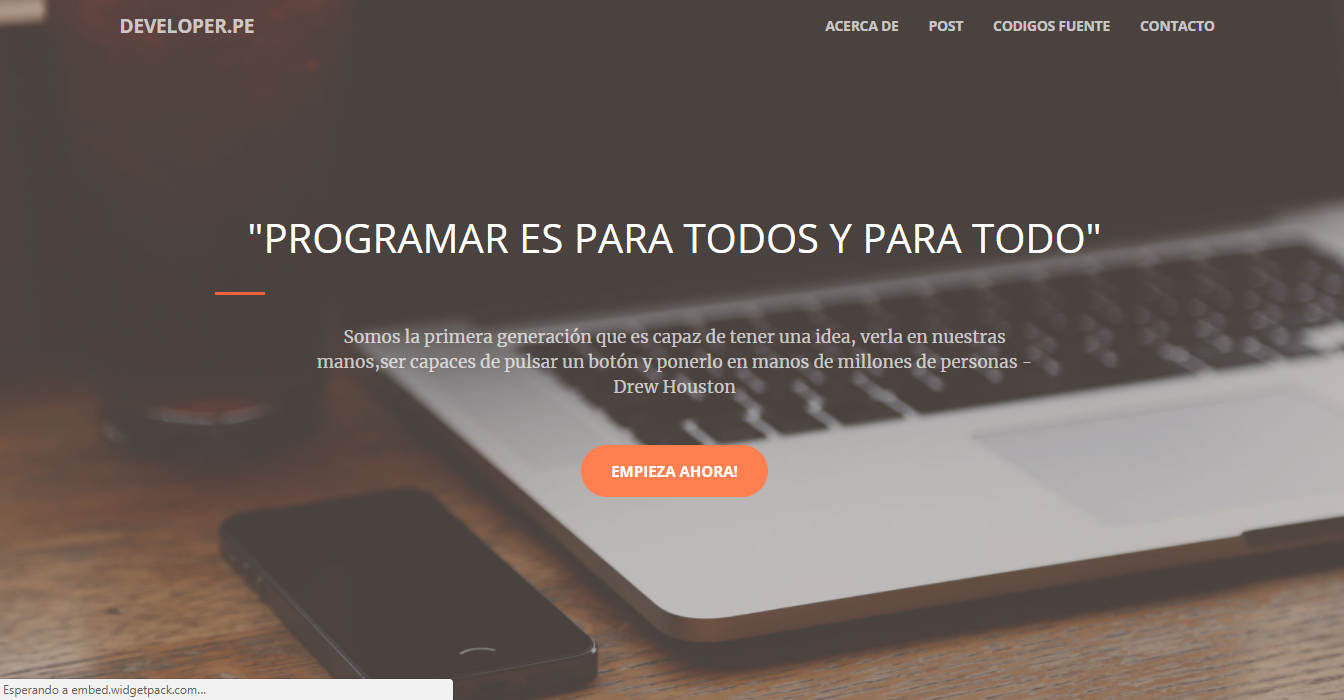 DEVELOPER.PE
ACERCA DE
POST
CODIGOS FUENTE
CONTACTO
"PROGRAMAR ES PARA TODOS Y PARA TODO"
Somos la primera generación que es capaz de tener una idea, verla en nuestras
manos,ser capaces de pulsar un botón y ponerlo en manos de millones de personas -
Drew Houston
EMPIEZA AHORA!
Esperando a embed.widgetpack.com...